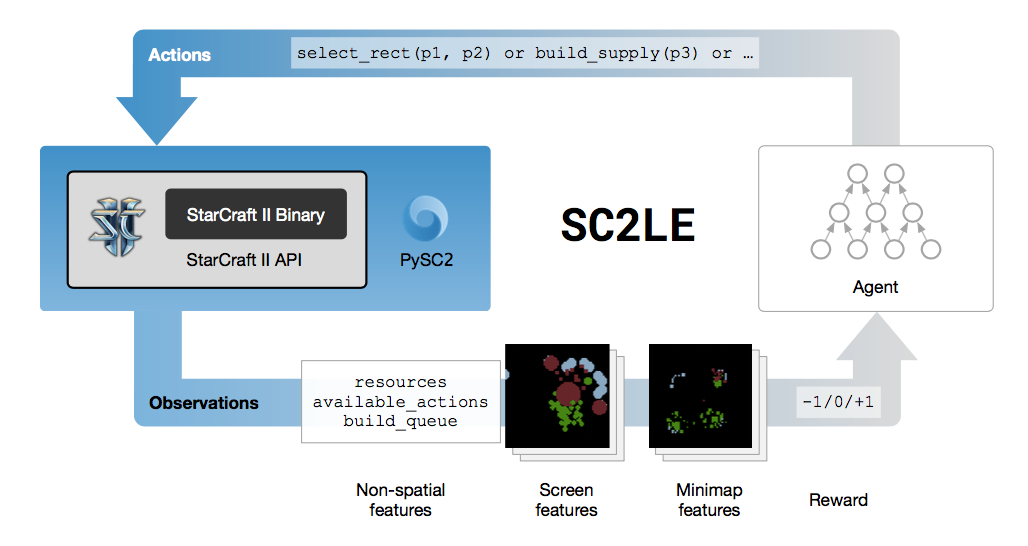 Actions
select_rect(p1, p2) or build_supply(p3) or …
SC
StarCraft II Binary
StarCraft II API
PySC2
SC2LE
Agent
Observations
resources
available_actions
build_queue
-1/0/+1
Non-spatial
features
Screen
features
Minimap
features
Reward